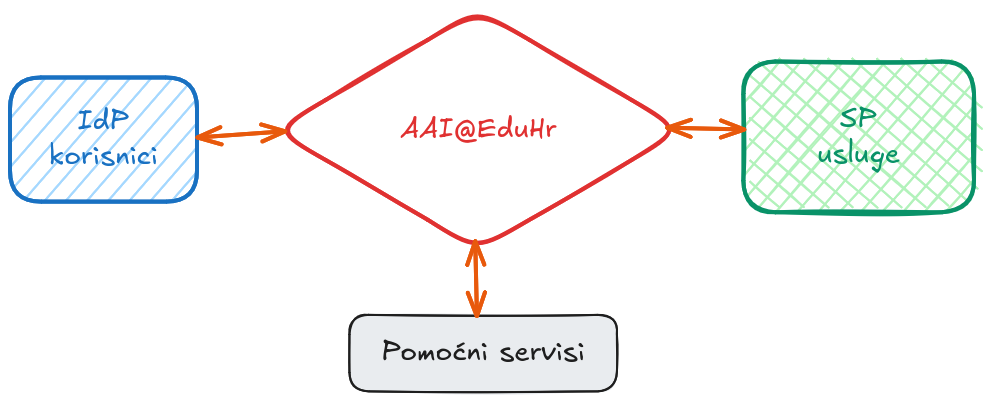 IdP
korisnici
AAI@EduHr
SP
usluge
Pomoćni servisi